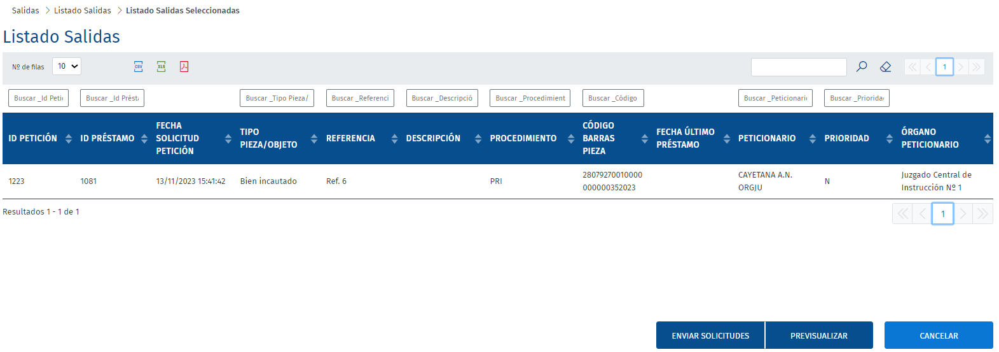 Salidas > Listado Salidas > Listado Salidas Seleccionadas
Listado Salidas
Nº de filas 10 CSV XLS 1
Buscar _Id Peti Buscar _Id Prést Buscar _Tipo Pieza/ Buscar _Referenci Buscar _Descripció Buscar _Procedimient Buscar _Código Buscar _Peticionari Buscar _Priorida
ID PETICIÓN ID PRÉSTAMO FECHA SOLICITUD PETICIÓN TIPO PIEZA/OBJETO REFERENCIA DESCRIPCIÓN PROCEDIMIENTO CÓDIGO BARRAS PIEZA FECHA ÚLTIMO PRÉSTAMO PETICIONARIO PRIORIDAD ÓRGANO PETICIONARIO
1223 1081 13/11/2023 15:41:42 Bien incautado Ref. 6 PRI 28079270010000 000000352023 CAYETANA A.N. ORGJU N Juzgado Central de Instrucción Nº 1
Resultados 1 - 1 de 1 1
ENVIAR SOLICITUDES PREVISUALIZAR CANCELAR